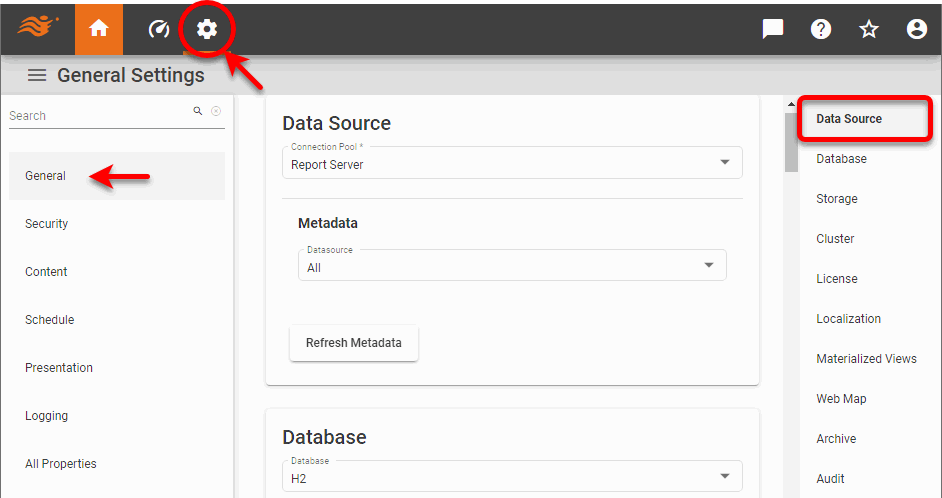 General Settings
Search
General
Security
Content
Schedule
Presentation
Logging
All Properties
Data Source
Connection Pool *
Report Server
Metadata
Datasource
All
Refresh Metadata
Database
Database
H2
Data Source
Database
Storage
Cluster
License
Localization
Materialized Views
Web Map
Archive
Audit